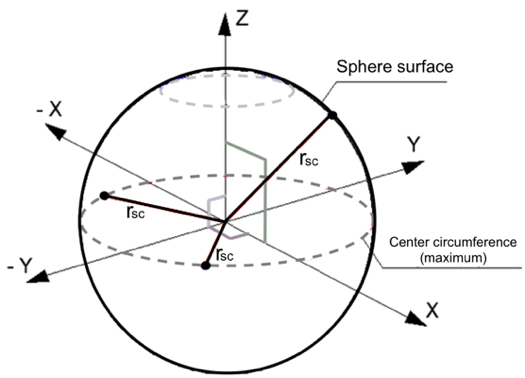 Z
Sphere surface
- X
Y
rsc
rsc
rsc
Center circumference
(maximum)
- Y
X